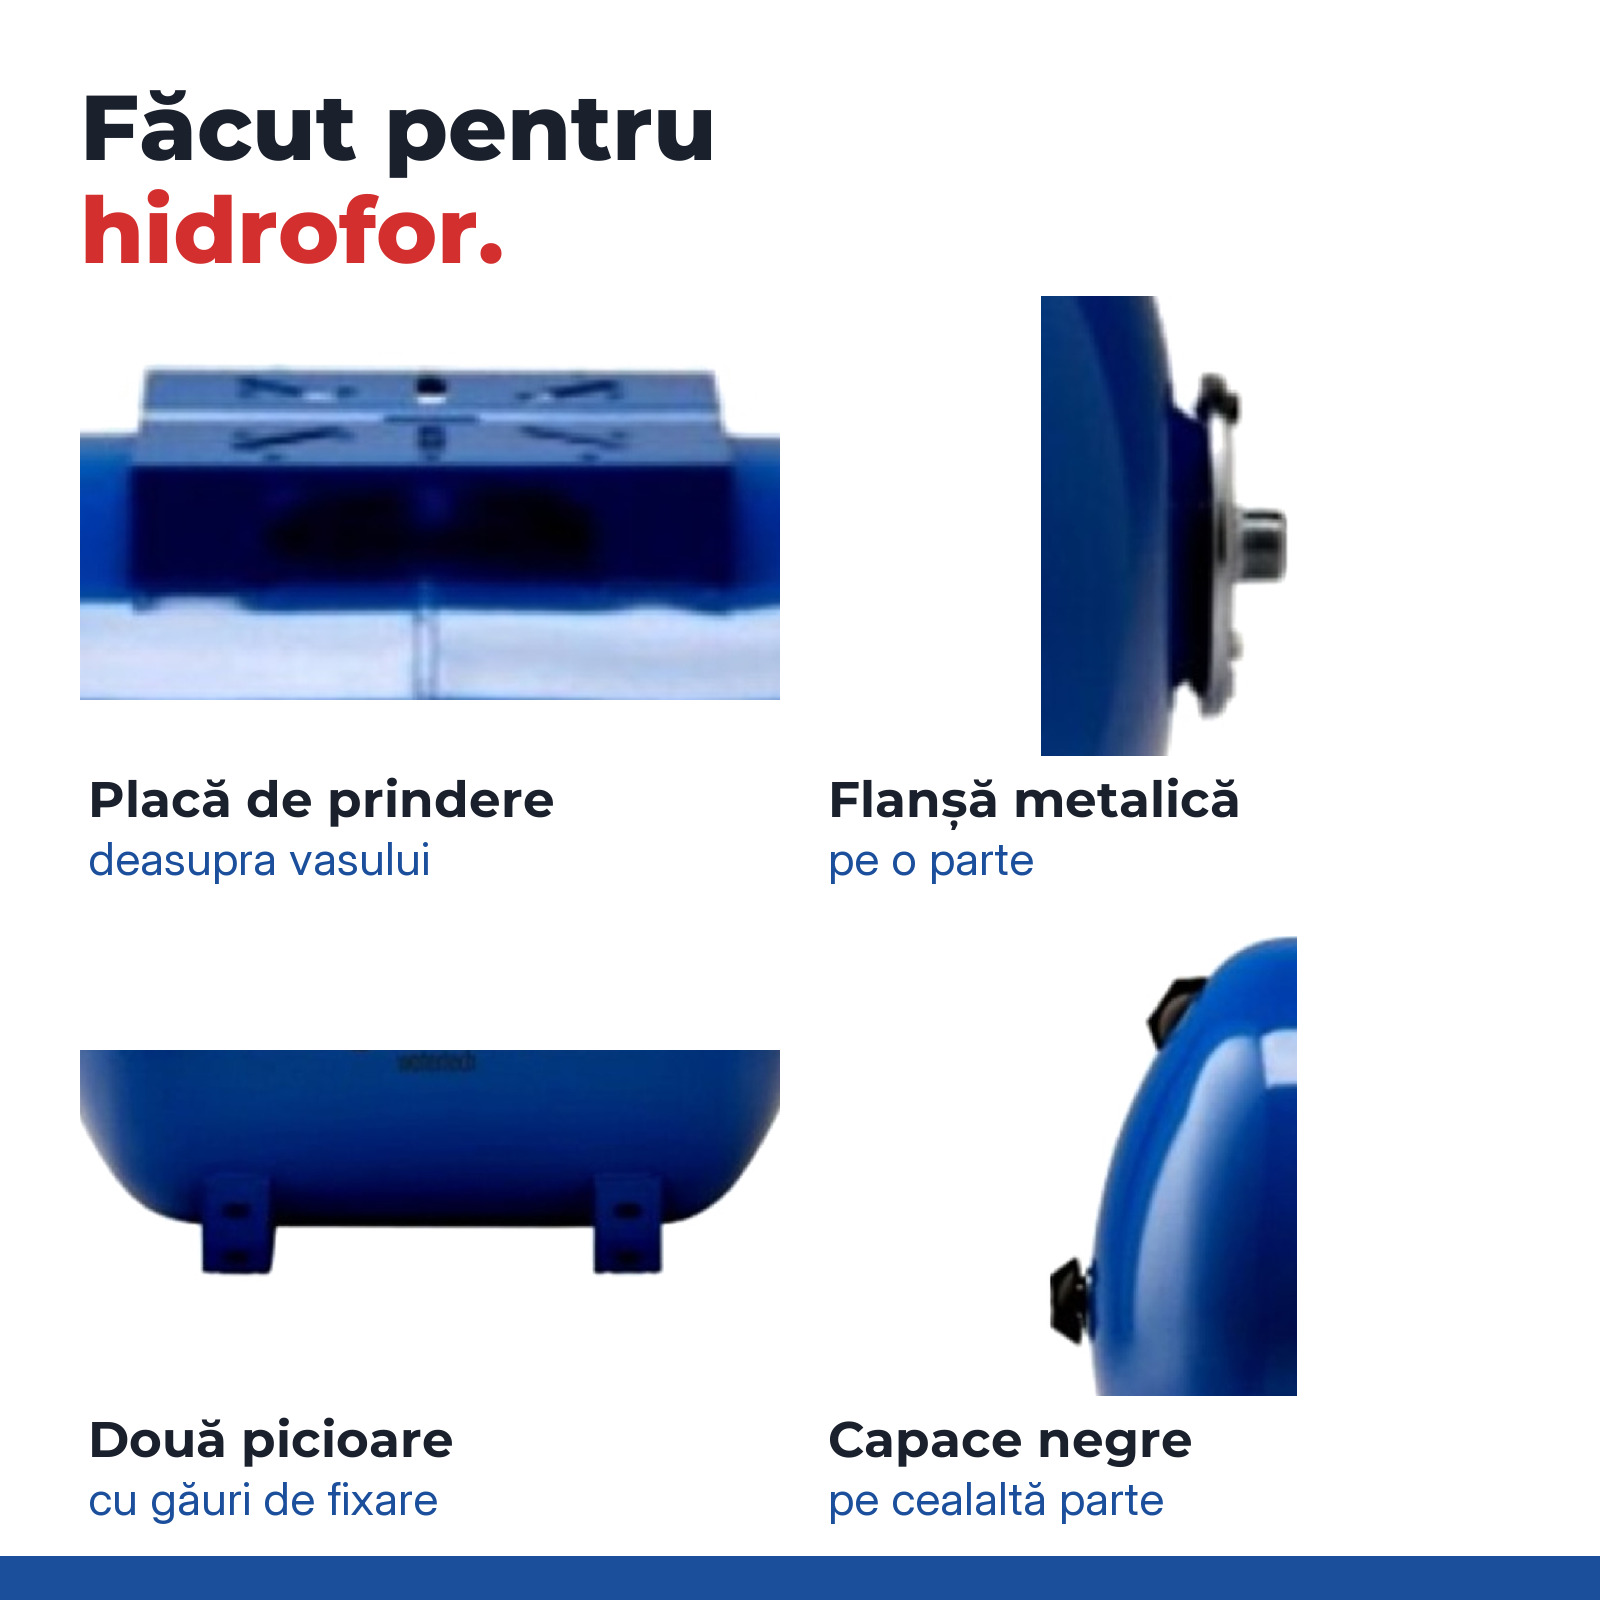 Făcut pentru
hidrofor.
Placă de prindere
deasupra vasului
Flanșă metalică
pe o parte
watertech
Două picioare
cu găuri de fixare
Capace negre
pe cealaltă parte